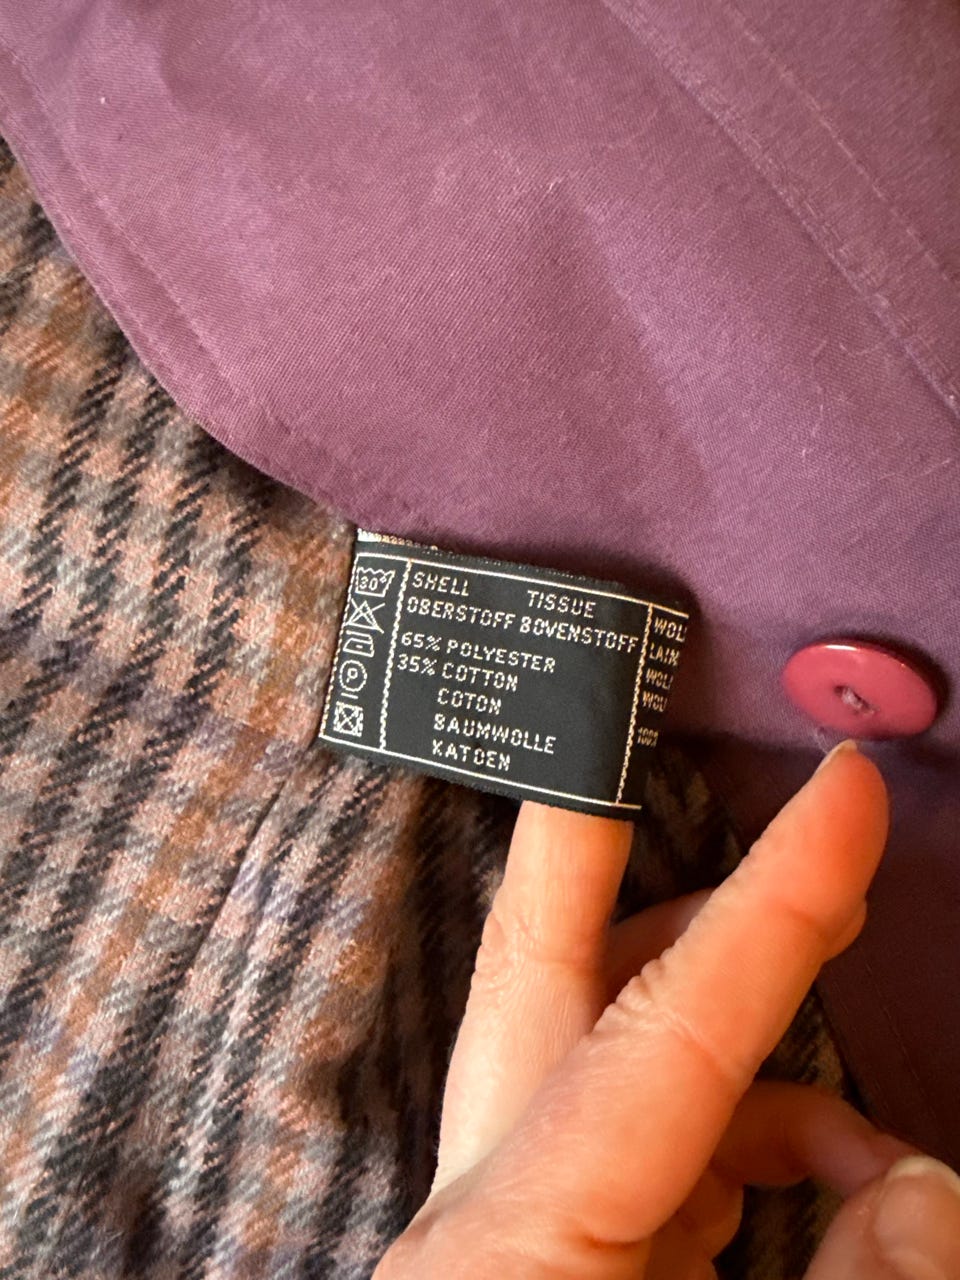 30°
P
SHELL TISSUE
OBERSTOFF BOVENSTOFF
65% POLYESTER
35% COTTON
COTON
BAUMWOLLE
KATOEN